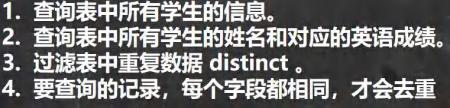 1. 查询表中所有学生的信息。
2. 查询表中所有学生的姓名和对应的英语成绩。
3. 过滤表中重复数据 distinct 。
4. 要查询的记录，每个字段都相同，才会去重